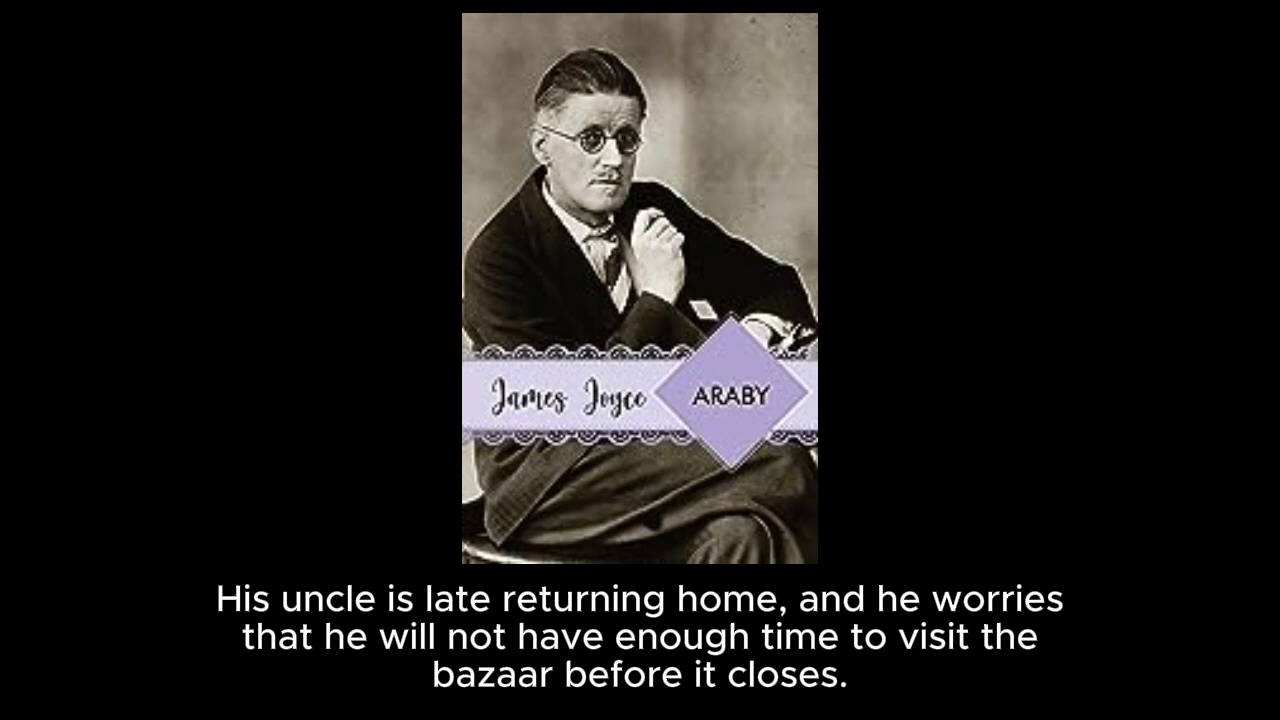 James Joyce
ARABY
His uncle is late returning home, and he worries
that he will not have enough time to visit the
bazaar before it closes.